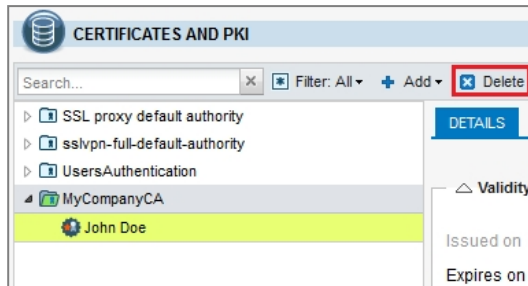 CERTIFICATES AND PKI
Search... Filter: All Add Delete
SSL proxy default authority
DETAILS
sslvpn-full-default-authority
UsersAuthentication
MyCompanyCA
Validity
John Doe
Issued on
Expires on